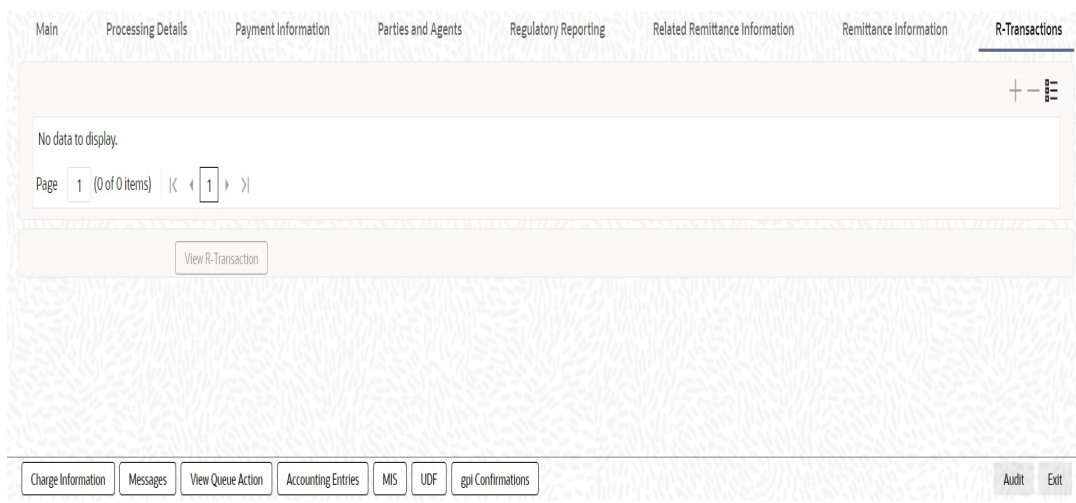 Main Processing Details Payment Information Parties and Agents Regulatory Reporting Related Remittance Information Remittance Information R-Transactions
No data to display.
Page 1 (0 of 0 items) 1
View R-Transaction
Charge Information Messages View Queue Action Accounting Entries MIS UDF gpi Confirmations Audit Exit